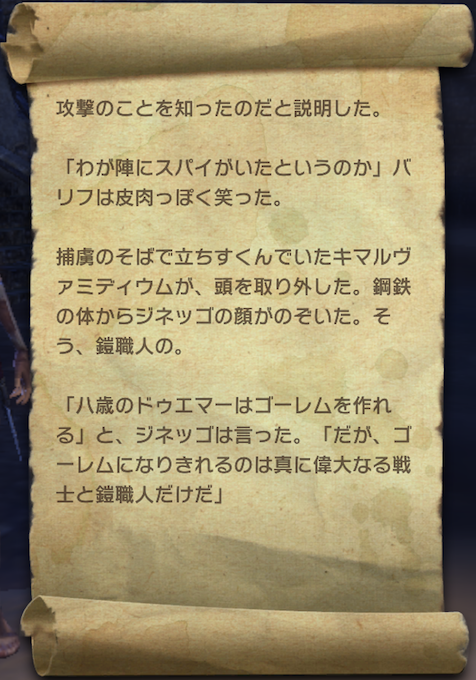 攻撃のことを知ったのだと説明した。
「わが陣にスパイがいたというのか」バ
リフは皮肉っぽく笑った。
捕虜のそばで立ちすくんでいたキマルヴ
ァミディウムが、頭を取り外した。鋼鉄
の体からジネッゴの顔がのぞいた。そ
う、鎧職人の。
「八歳のドゥエマーはゴーレムを作れ
る」と、ジネッゴは言った。「だが、ゴ
ーレムになりきれるのは真に偉大なる戦
士と鎧職人だけだ」